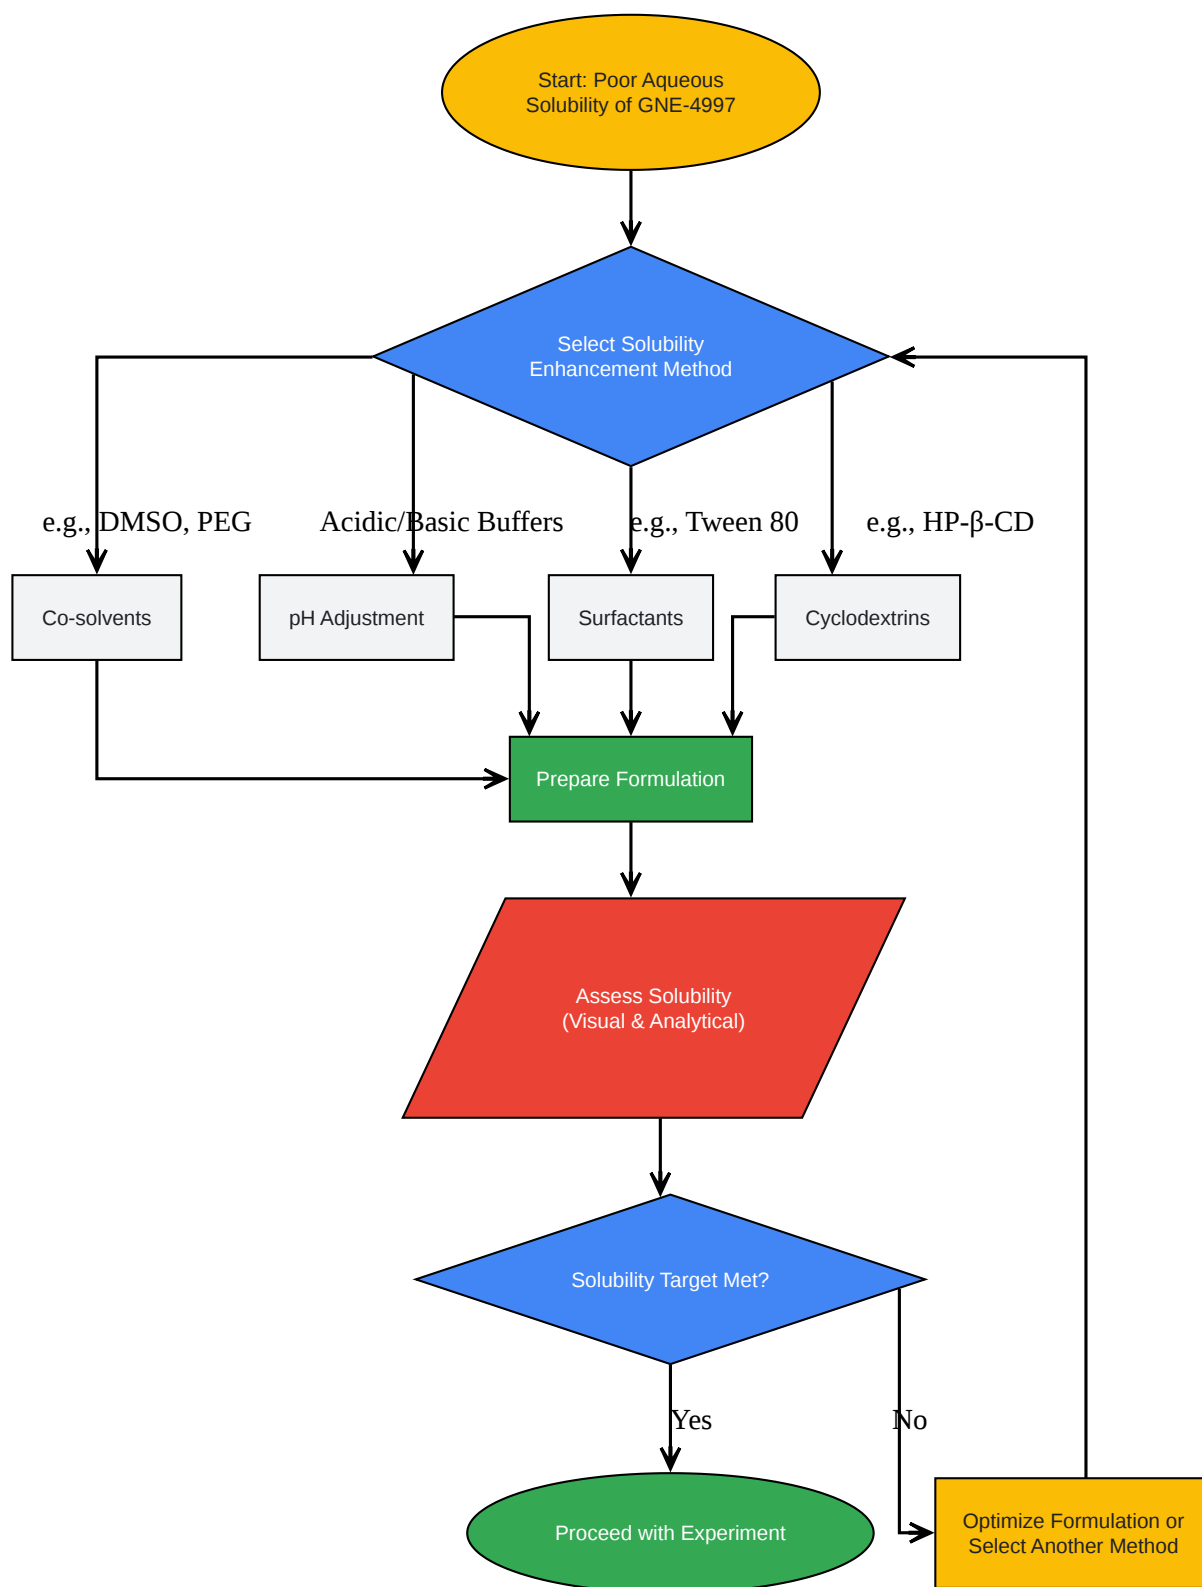 Start: Poor Aqueous
Solubility of GNE-4997
Select Solubility
Enhancement Method
e.g., DMSO, PEG
Acidic/Basic Buffers
e.g., Tween 80
e.g., HP-β-CD
Co-solvents
pH Adjustment
Surfactants
Cyclodextrins
Prepare Formulation
Assess Solubility
(Visual & Analytical)
Solubility Target Met?
Yes
No
Proceed with Experiment
Optimize Formulation or
Select Another Method